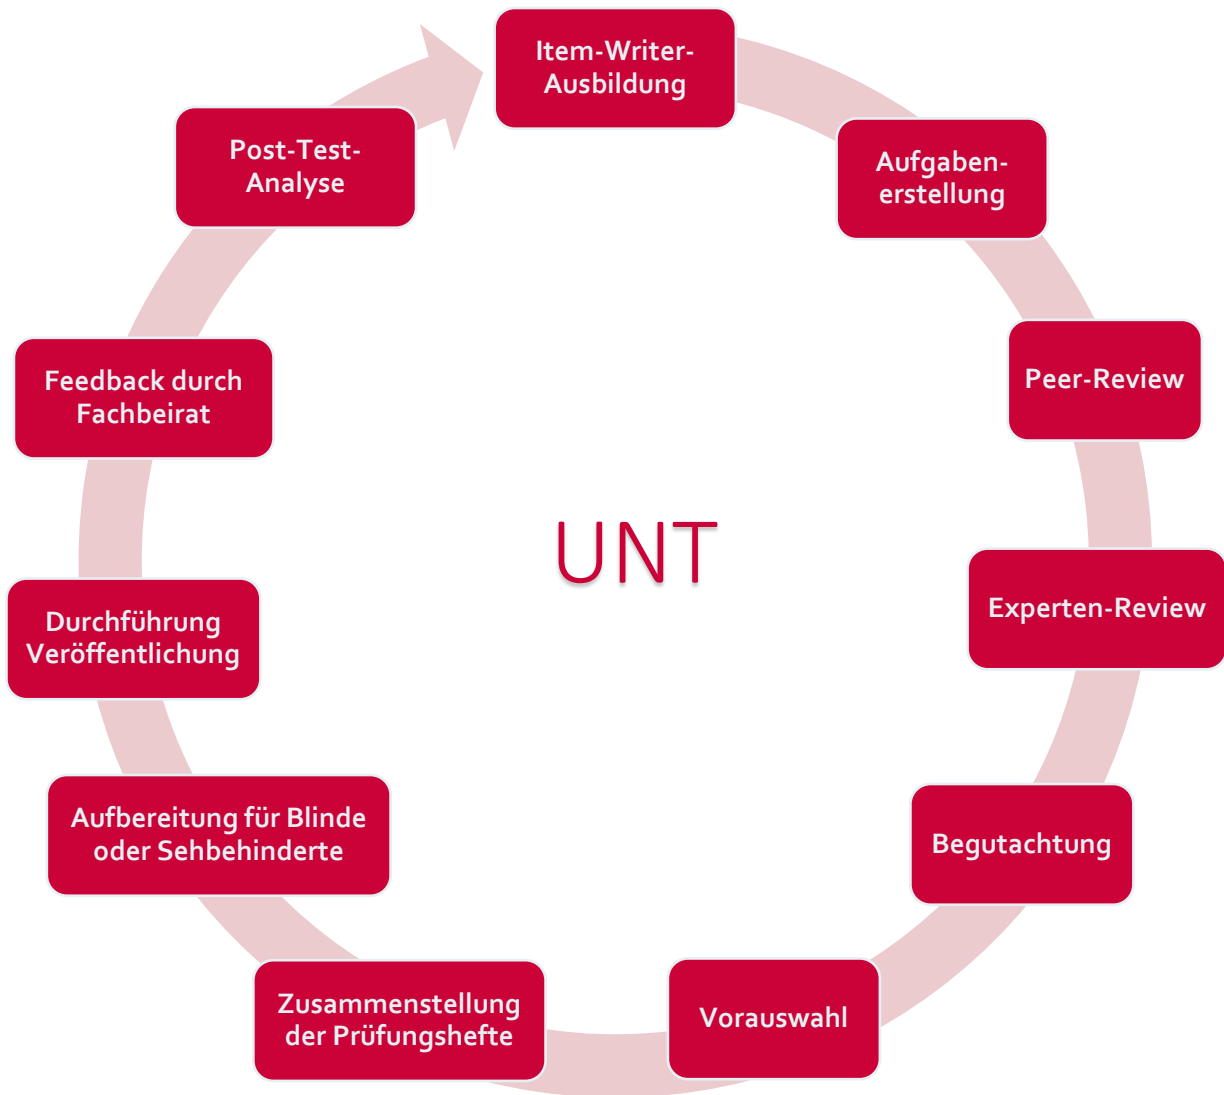 Item-Writer-
Ausbildung
Aufgaben-
erstellung
Peer-Review
Experten-Review
Begutachtung
Vorauswahl
Zusammenstellung
der Prüfungshefte
Aufbereitung für Blinde
oder Sehbehinderte
Durchführung
Veröffentlichung
Feedback durch
Fachbeirat
Post-Test-
Analyse
UNT